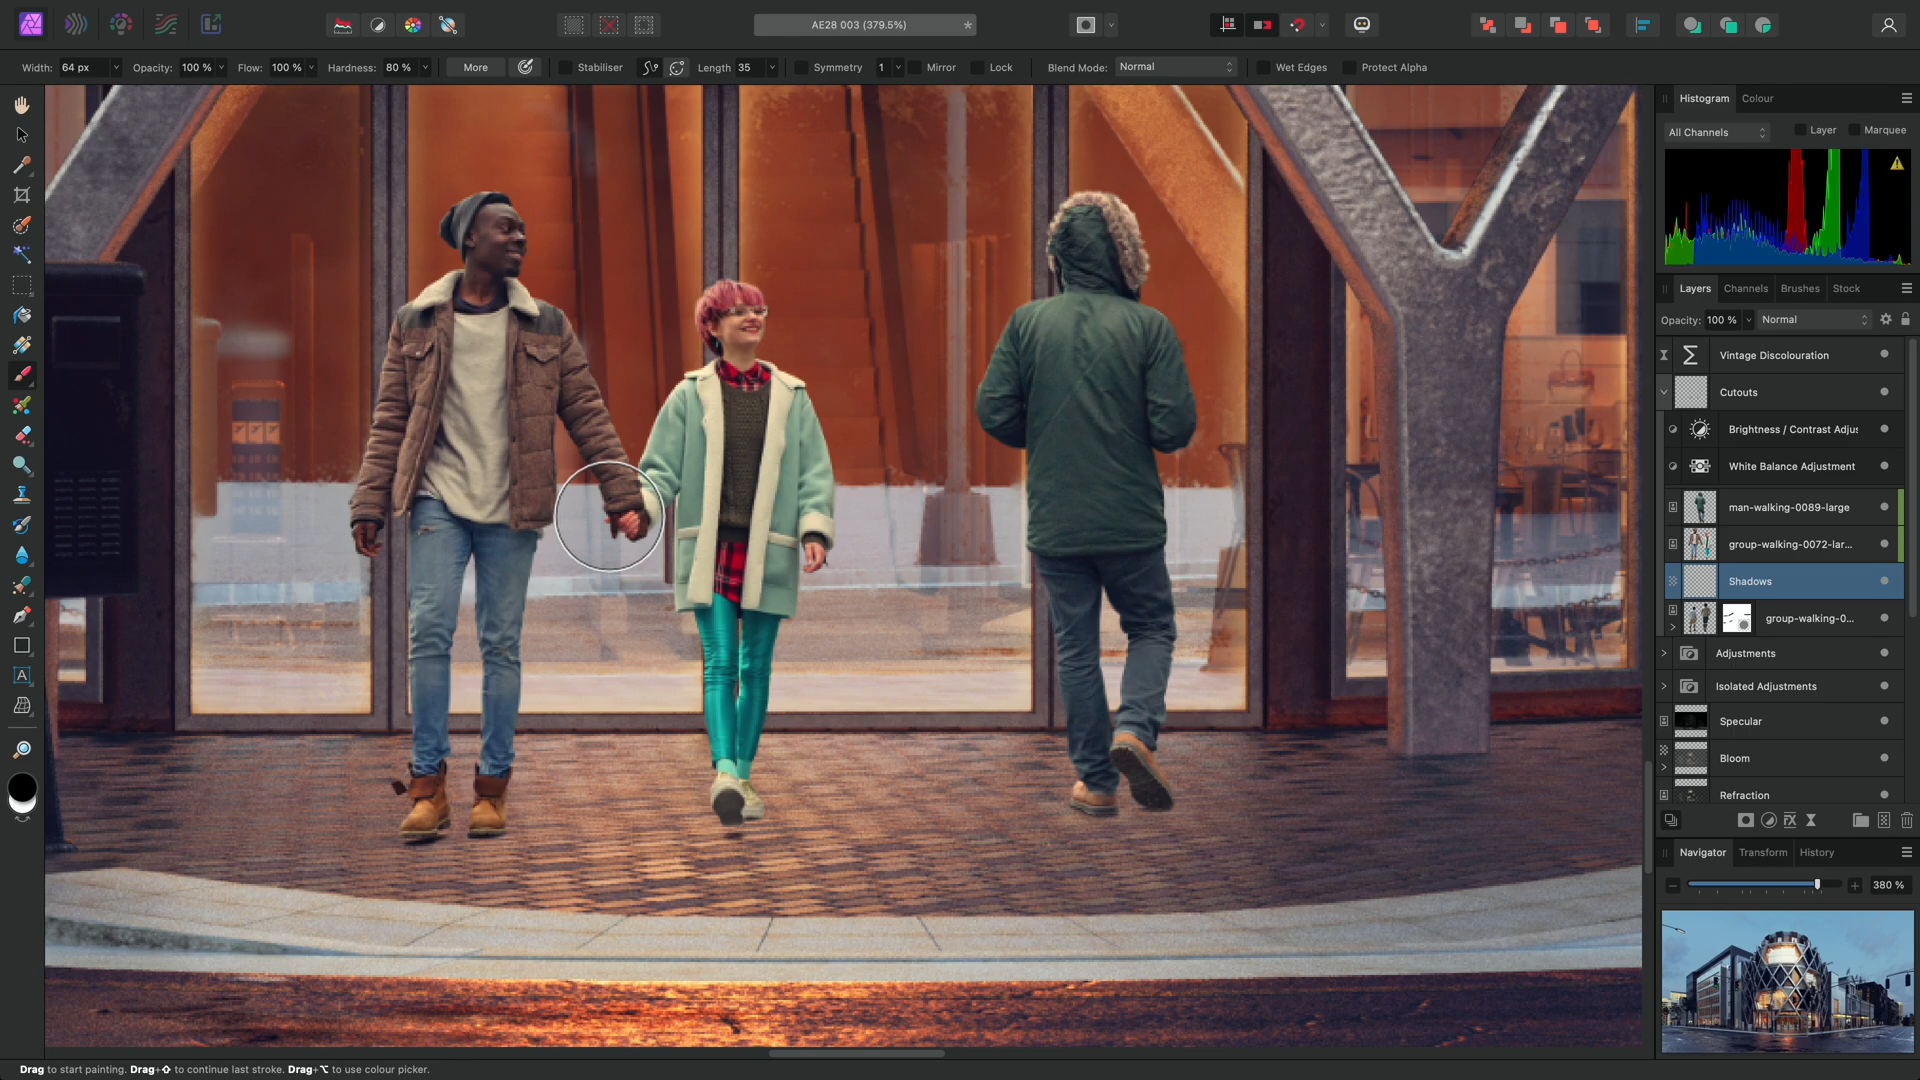 AE28 003 (379.5%)
*
Width: 64 px Opacity: 100 % Flow: 100 % Hardness: 80 % More Stabiliser Length 35 Symmetry 1 Mirror Lock Blend Mode: Normal Wet Edges Protect Alpha
Histogram Colour
All Channels Layer Marquee
Layers Channels Brushes Stock
Opacity: 100 % Normal
Vintage Discolouration
Cutouts
Brightness / Contrast Adjus
White Balance Adjustment
man-walking-0089-large
group-walking-0072-lar...
Shadows
group-walking-0...
Adjustments
Isolated Adjustments
Specular
Bloom
Refraction
Navigator Transform History
380 %
Drag to start painting. Drag+⇧ to continue last stroke. Drag+⌥ to use colour picker.